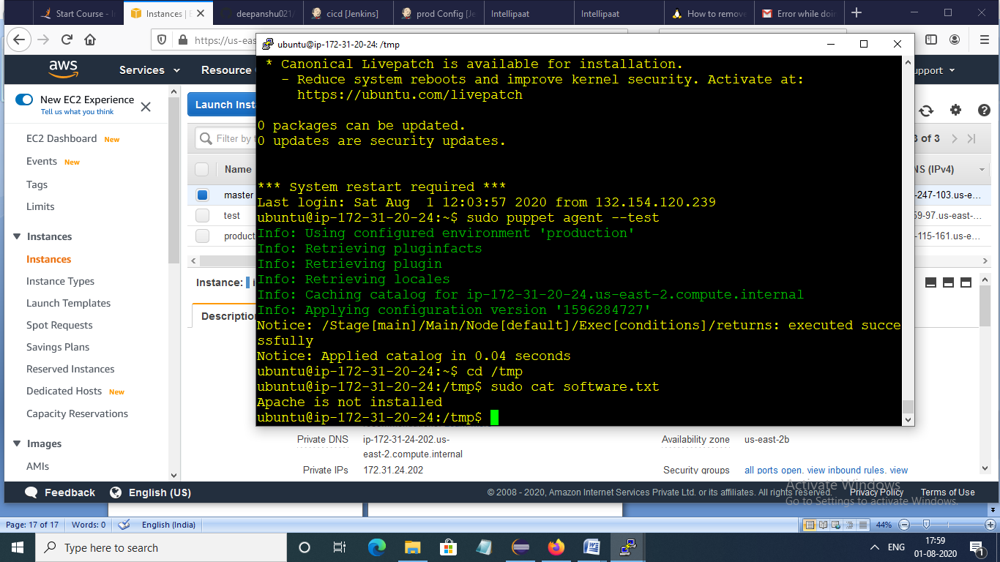 Start Course - I
Instances | E
deepanshu021/
cicd [Jenkins]
prod Config [Je
Intellipaat
Intellipaat
How to remove
Error while doin
https://us-eas
ubuntu@ip-172-31-20-24: /tmp
aws
Services
Resource
upport
New EC2 Experience
Tell us what you think
EC2 Dashboard New
Events New
Tags
Limits
Instances
Instances
Instance Types
Launch Templates
Spot Requests
Savings Plans
Reserved Instances
Dedicated Hosts New
Capacity Reservations
Images
AMIs
Launch Inst
Filter by t
3 of 3
Name
NS (IPv4)
master
-247-103.us-e...
test
59-97.us-east-...
product
-115-161.us-e...
Instance:
Description
* Canonical Livepatch is available for installation.
- Reduce system reboots and improve kernel security. Activate at:
https://ubuntu.com/livepatch
0 packages can be updated.
0 updates are security updates.
*** System restart required ***
Last login: Sat Aug  1 12:03:57 2020 from 132.154.120.239
ubuntu@ip-172-31-20-24:~$ sudo puppet agent --test
Info: Using configured environment 'production'
Info: Retrieving pluginfacts
Info: Retrieving plugin
Info: Retrieving locales
Info: Caching catalog for ip-172-31-20-24.us-east-2.compute.internal
Info: Applying configuration version '1596284727'
Notice: /Stage[main]/Main/Node[default]/Exec[conditions]/returns: executed succe
ssfully
Notice: Applied catalog in 0.04 seconds
ubuntu@ip-172-31-20-24:~$ cd /tmp
ubuntu@ip-172-31-20-24:/tmp$ sudo cat software.txt
Apache is not installed
ubuntu@ip-172-31-20-24:/tmp$
Private DNS ip-172-31-24-202.us-
east-2.compute.internal
Availability zone us-east-2b
Private IPs 172.31.24.202
Security groups all ports open. view inbound rules. view
Feedback
English (US)
© 2008 - 2020, Amazon Internet Services Private Ltd. or its affiliates. All rights reserved.
Privacy Policy
Terms of Use
Activate Windows
Go to Settings to activate Windows.
Page: 17 of 17
Words: 0
English (India)
44%
Type here to search
ENG
17:59
01-08-2020
1